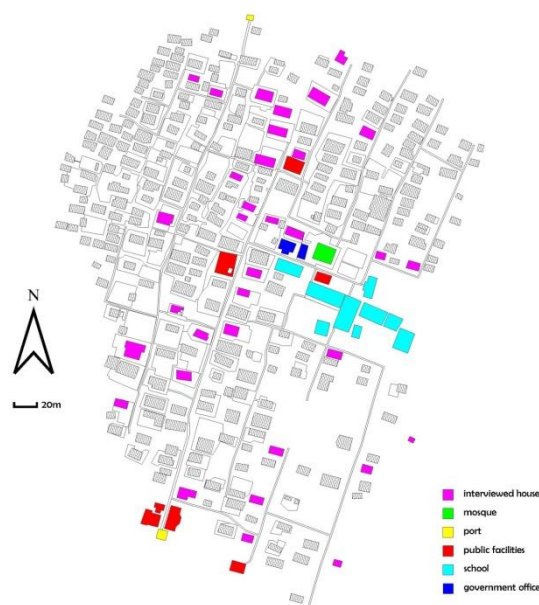 N
20m
interviewed house
mosque
port
public facilities
school
government office